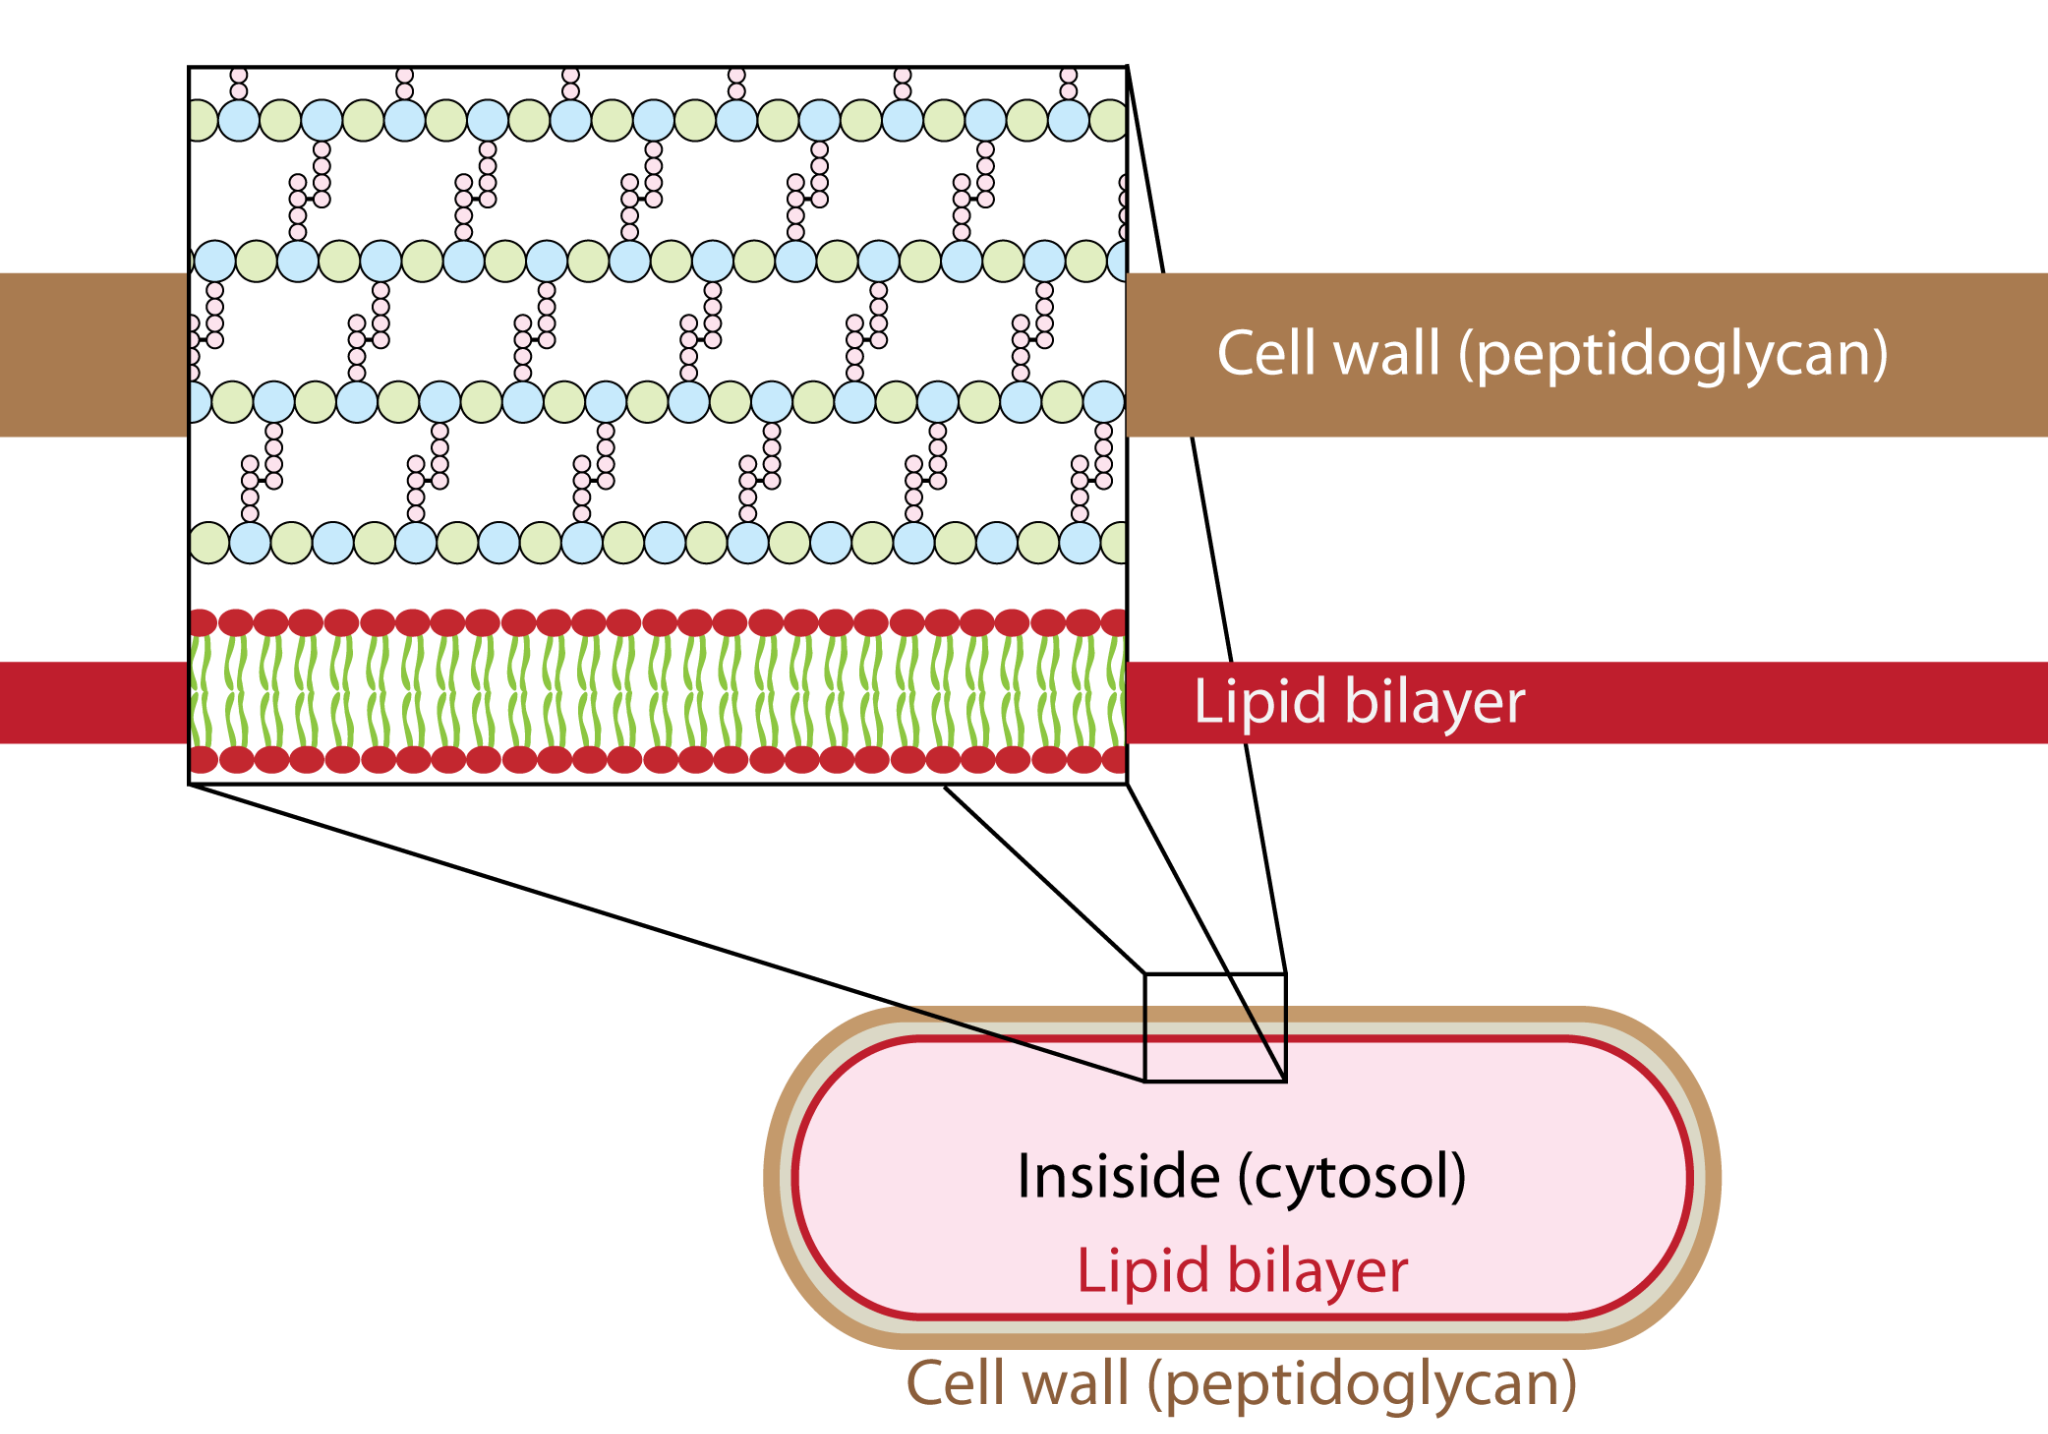 Cell wall (peptidoglycan)
Lipid bilayer
Insiside (cytosol)
Lipid bilayer
Cell wall (peptidoglycan)